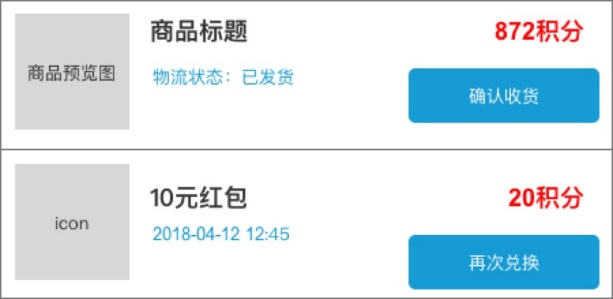 商品预览图
商品标题
872积分
物流状态：已发货
确认收货
icon
10元红包
20积分
2018-04-12 12:45
再次兑换